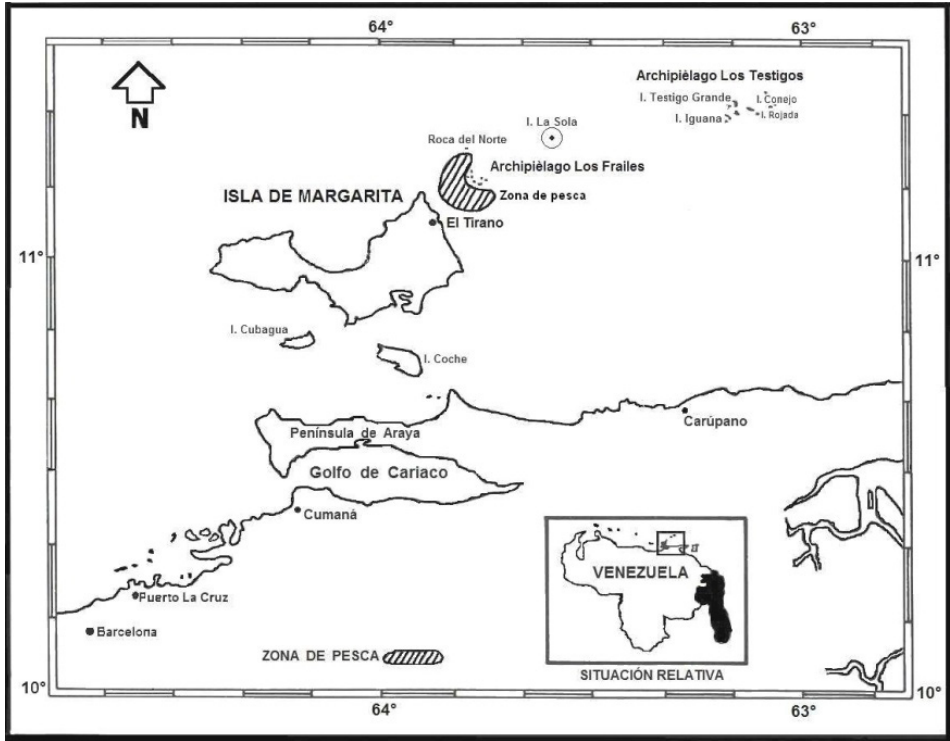 64°
63°
N
Archipièlago Los Testigos
I. Testigo Grande
I. Conejo
I. Iguana
I. Rojada
I. La Sola
Roca del Norte
Archipièlago Los Frailes
Zona de pesca
ISLA DE MARGARITA
El Tirano
11°
11°
I. Cubagua
I. Coche
Península de Araya
Carúpano
Golfo de Cariaco
Cumaná
VENEZUELA
Puerto La Cruz
Barcelona
ZONA DE PESCA
SITUACIÓN RELATIVA
10°
10°
64°
63°